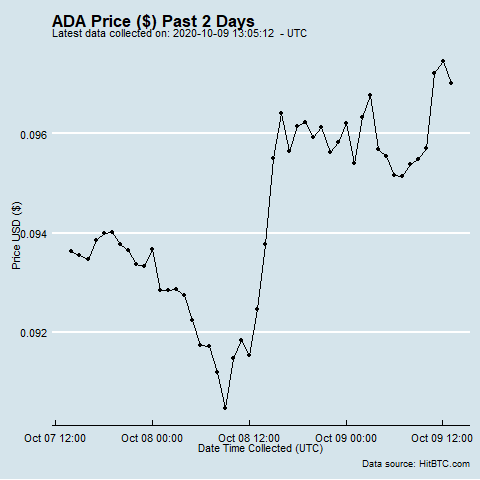 ADA Price ($) Past 2 Days
Latest data collected on: 2020-10-09 13:05:12  - UTC
0.096
0.094
0.092
Price USD ($)
Oct 07 12:00
Oct 08 00:00
Oct 08 12:00
Oct 09 00:00
Oct 09 12:00
Date Time Collected (UTC)
Data source: HitBTC.com